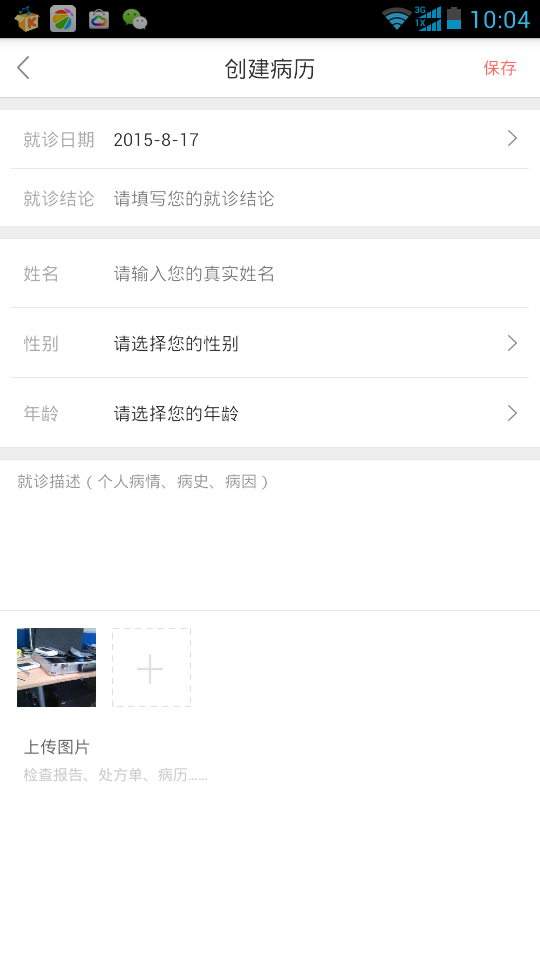 3G
1X
10:04
创建病历
保存
就诊日期 2015-8-17
就诊结论 请填写您的就诊结论
姓名 请输入您的真实姓名
性别 请选择您的性别
年龄 请选择您的年龄
就诊描述（个人病情、病史、病因）
上传图片
检查报告、处方单、病历……